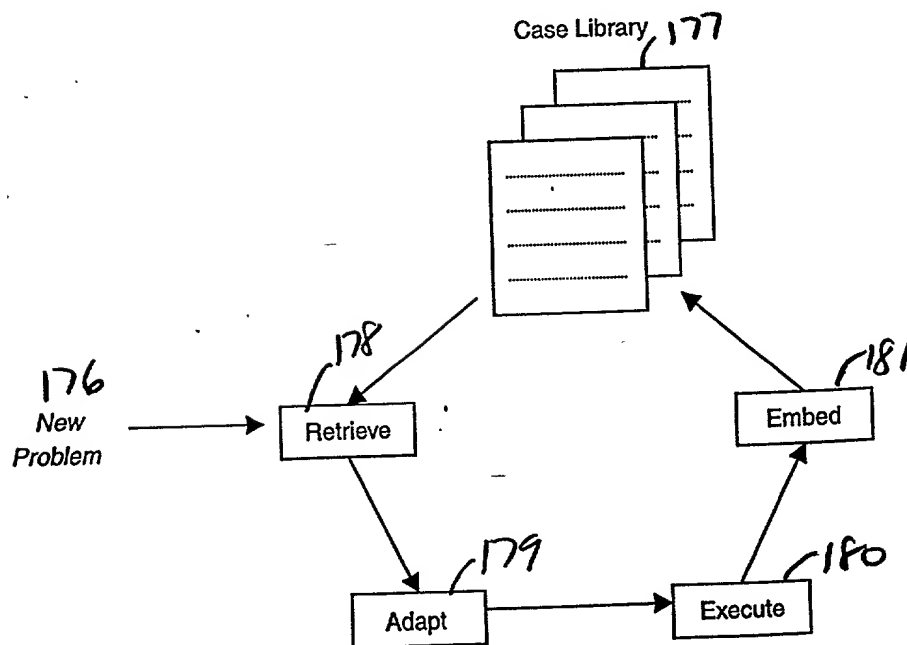 Case Library
177
178
176
New
Problem
Retrieve
181
Embed
179
Adapt
180
Execute